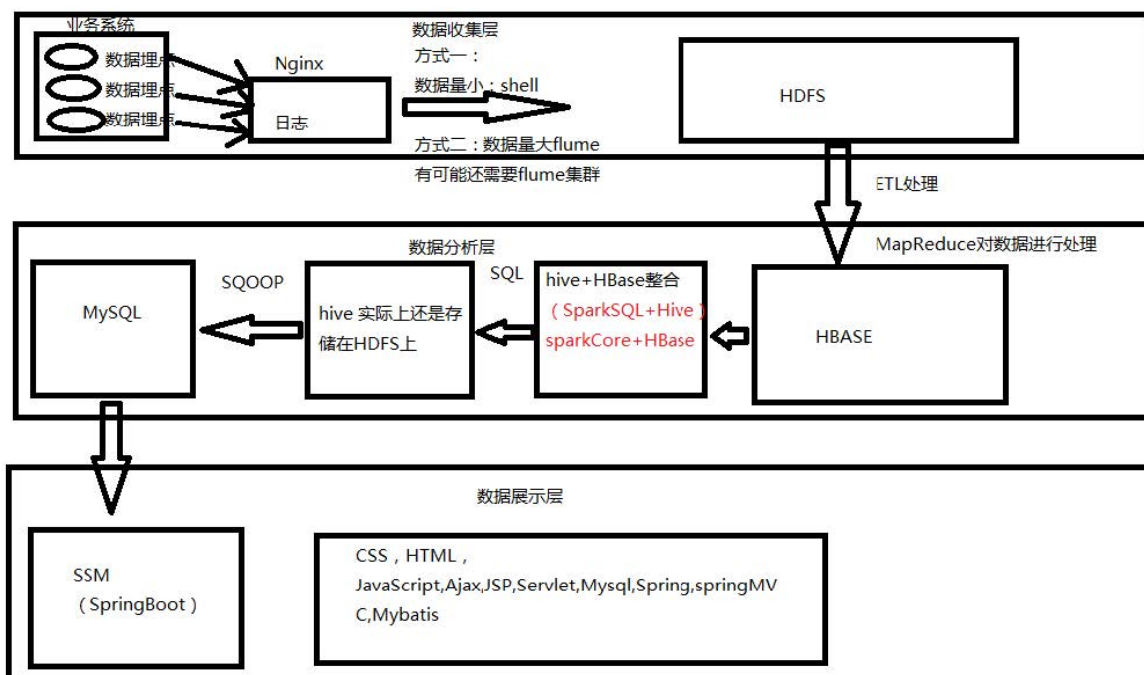 业务系统
数据埋点
数据埋点
数据埋点
Nginx
日志
数据收集层
方式一：
数据量小：shell
方式二：数据量大flume
有可能还需要flume集群
HDFS
ETL处理
MapReduce对数据进行处理
数据分析层
MySQL
SQOOP
hive 实际上还是存
储在HDFS上
SQL
hive+HBase整合
（SparkSQL+Hive）
sparkCore+HBase
HBASE
数据展示层
SSM
（SpringBoot）
CSS，HTML，
JavaScript,Ajax,JSP,Servlet,Mysql,Spring,springMV
C,Mybatis